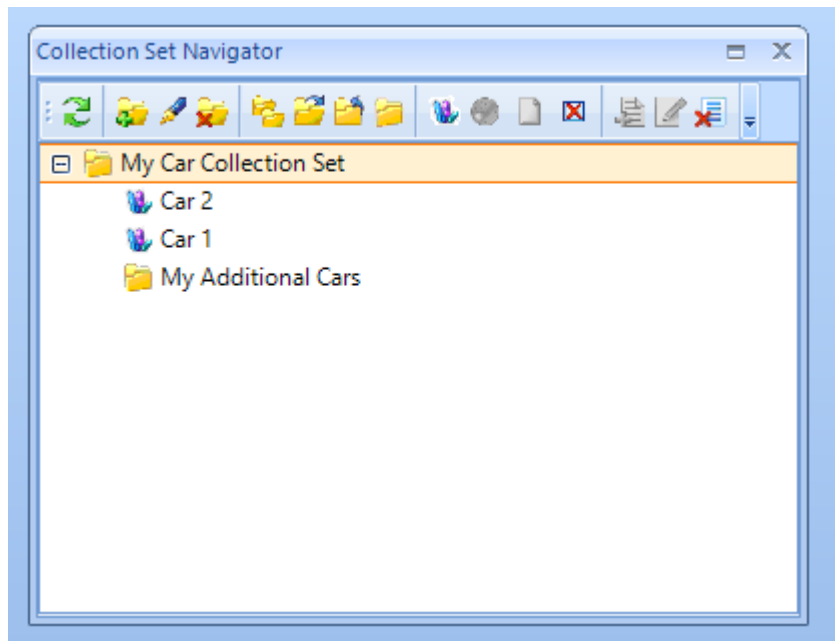 Collection Set Navigator
My Car Collection Set
Car 2
Car 1
My Additional Cars